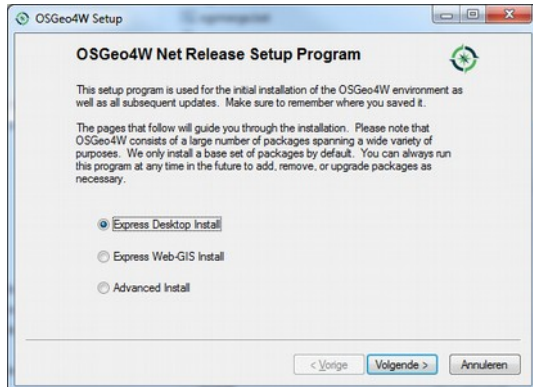 OSGeo4W Setup
OSGeo4W Net Release Setup Program
This setup program is used for the initial installation of the OSGeo4W environment as
well as all subsequent updates. Make sure to remember where you saved it.
The pages that follow will guide you through the installation. Please note that
OSGeo4W consists of a large number of packages spanning a wide variety of
purposes. We only install a base set of packages by default. You can always run
this program at any time in the future to add, remove, or upgrade packages as
necessary.
Express Desktop Install
Express Web-GIS Install
Advanced Install
< Vorige
Volgende >
Annuleren